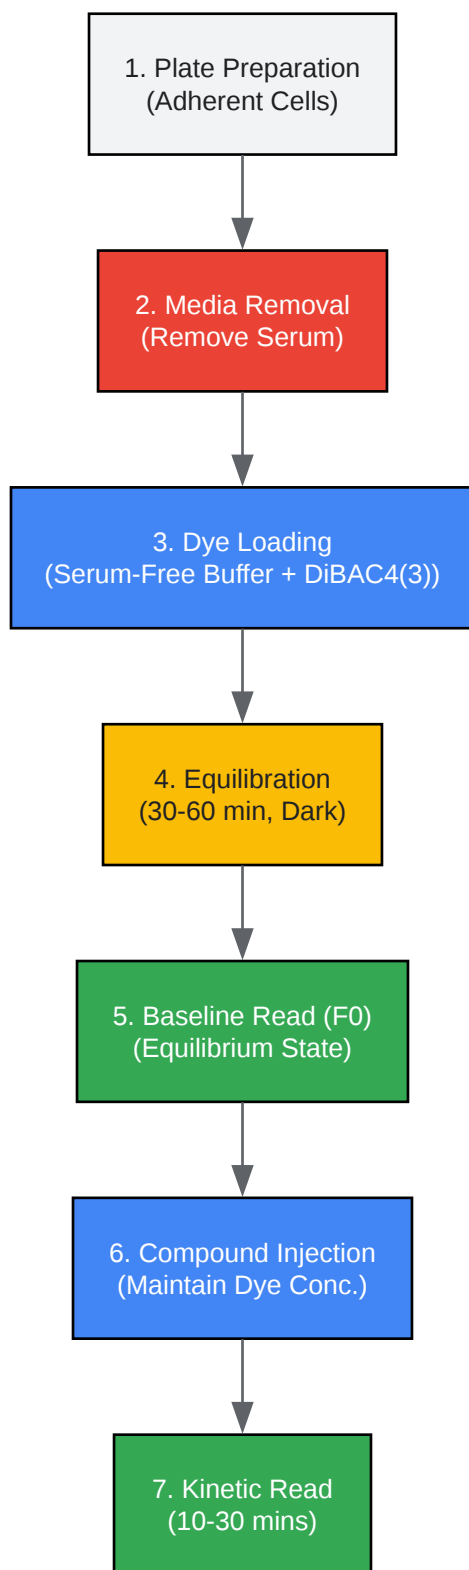 1. Plate Preparation
(Adherent Cells)
2. Media Removal
(Remove Serum)
3. Dye Loading
(Serum-Free Buffer + DiBAC4(3))
4. Equilibration
(30-60 min, Dark)
5. Baseline Read (F0)
(Equilibrium State)
6. Compound Injection
(Maintain Dye Conc.)
7. Kinetic Read
(10-30 mins)